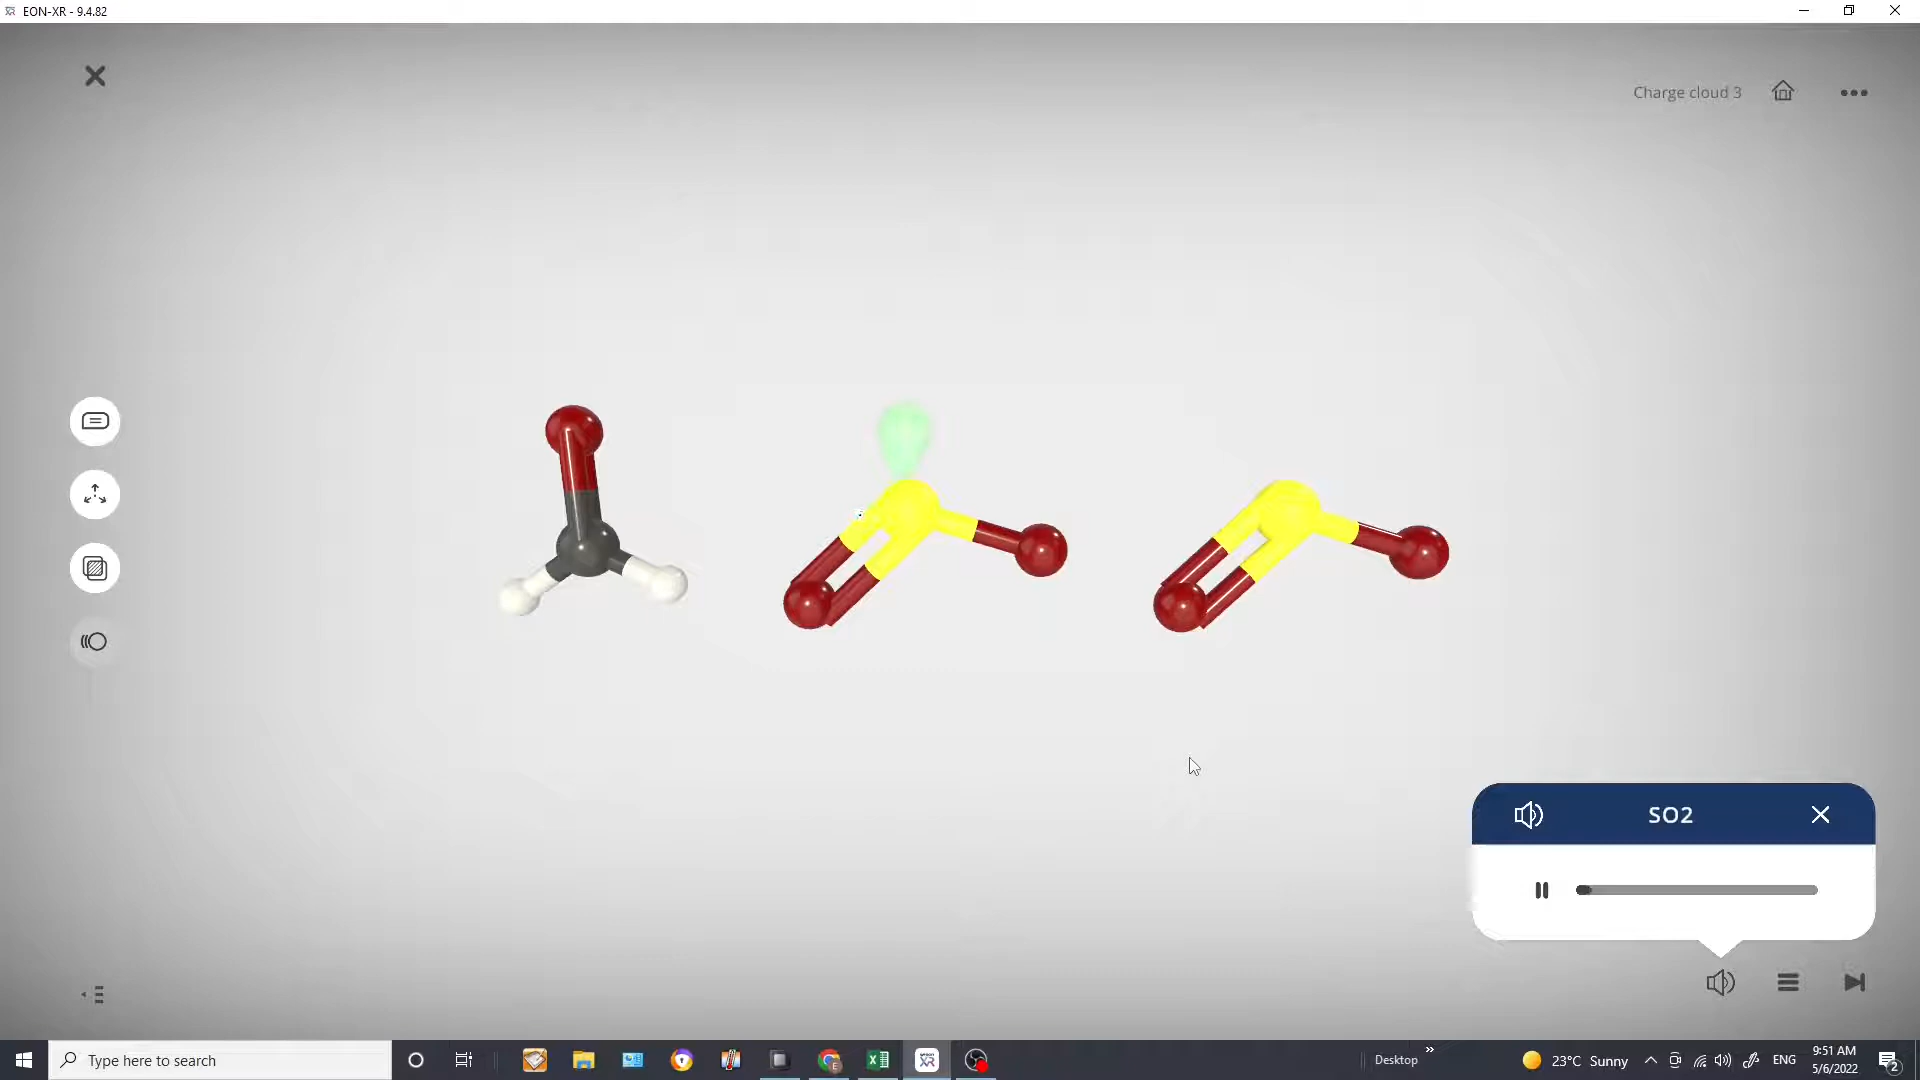 EON-XR - 9.4.82
Charge cloud 3
SO2
Type here to search
Desktop
23°C Sunny
ENG
9:51 AM
5/6/2022
2